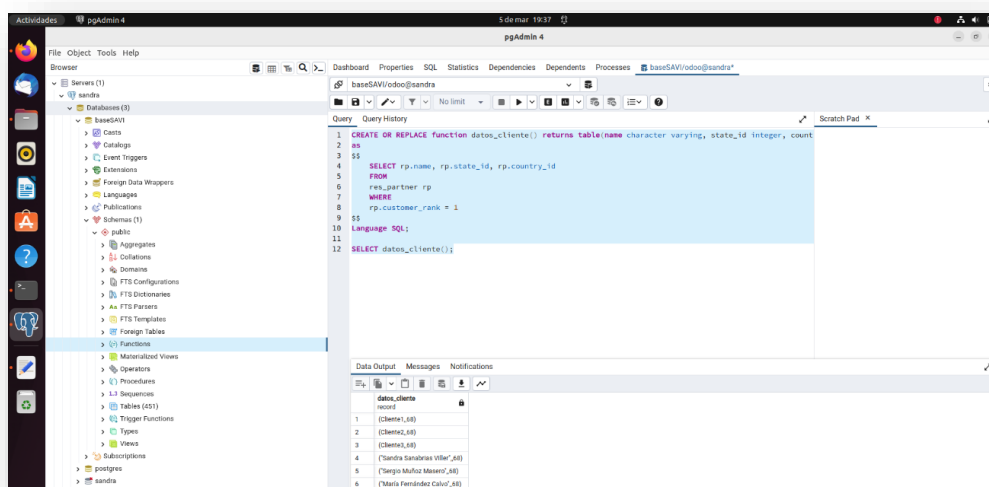 Actividades pgAdmin 4 5 de mar 19:37
pgAdmin 4
File Object Tools Help
Browser
Dashboard Properties SQL Statistics Dependencies Dependents Processes baseSAVI/odoo@sandra*
Servers (1)
sandra
Databases (3)
baseSAVI
Casts
Catalogs
Event Triggers
Extensions
Foreign Data Wrappers
Languages
Publications
Schemas (1)
public
Aggregates
Collations
Domains
FTS Configurations
FTS Dictionaries
FTS Parsers
FTS Templates
Foreign Tables
Functions
Materialized Views
Operators
Procedures
Sequences
Tables (451)
Trigger Functions
Types
Views
Subscriptions
postgres
sandra
baseSAVI/odoo@sandra
No limit
Query Query History
Scratch Pad ×
1 CREATE OR REPLACE function datos_cliente() returns table(name character varying, state_id integer, count
2 as
3 $$
4 SELECT rp.name, rp.state_id, rp.country_id
5 FROM
6 res_partner rp
7 WHERE
8 rp.customer_rank = 1
9 $$
10 Language SQL;
11
12 SELECT datos_cliente();
Data Output Messages Notifications
datos_cliente
record
1 (Cliente1,,68)
2 (Cliente2,,68)
3 (Cliente3,,68)
4 ("Sandra Sanabrias Viller",,68)
5 ("Sergio Muñoz Masero",,68)
6 ("María Fernández Calvo",,68)